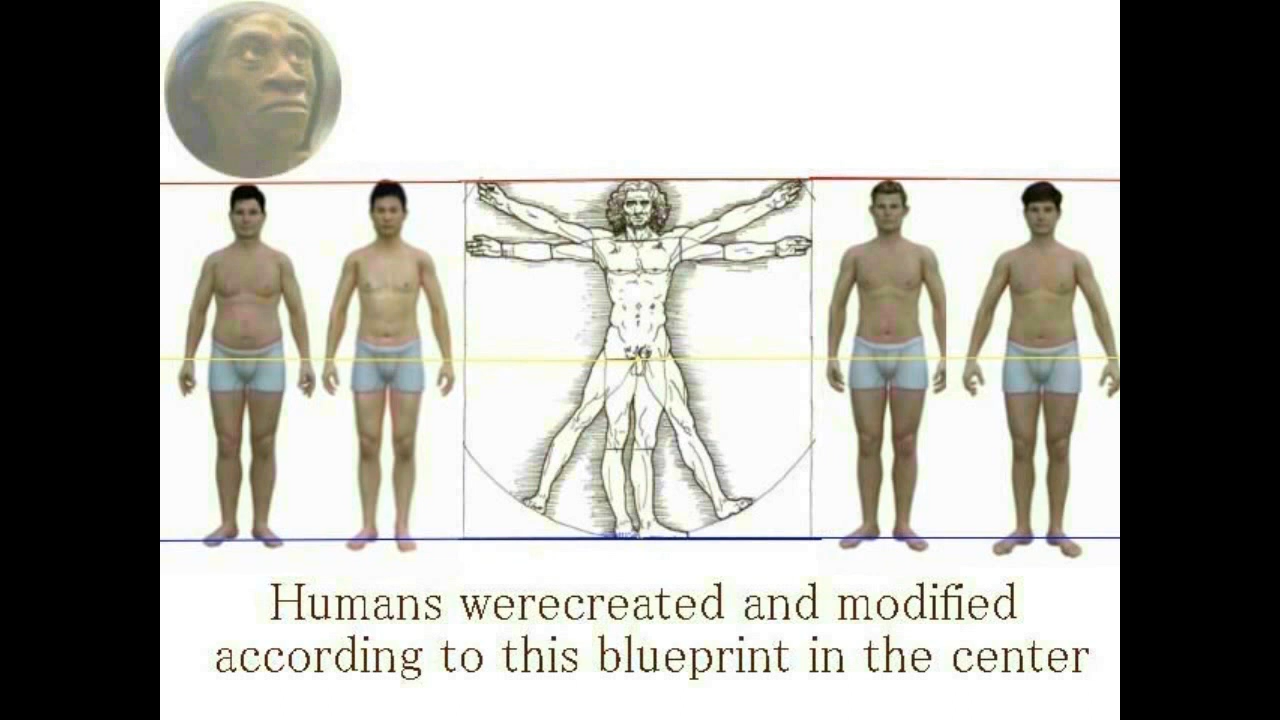 Humans werecreated and modified
according to this blueprint in the center